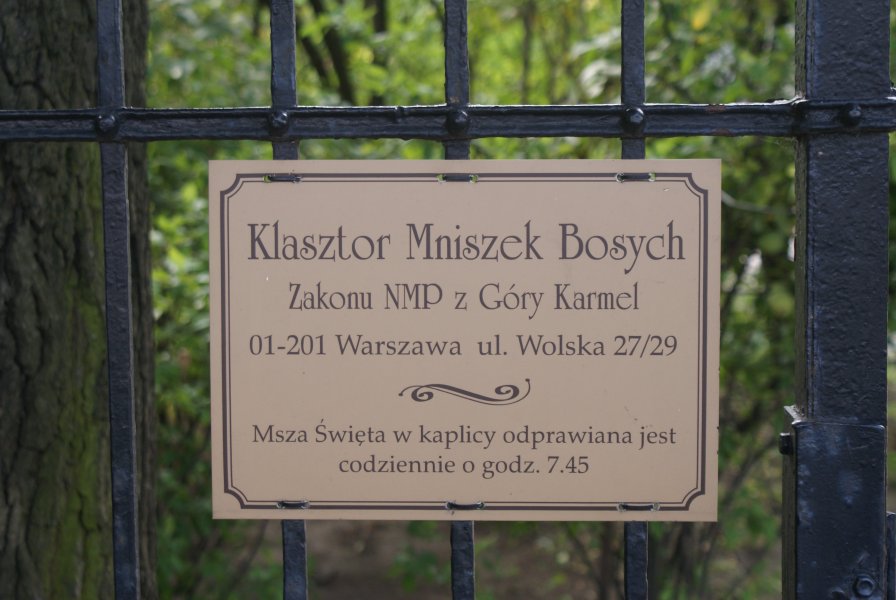 Klasztor Mniszek Bosych
Zakonu NMP z Góry Karmel
01-201 Warszawa ul. Wolska 27/29
Msza Święta w kaplicy odprawiana jest
codziennie o godz. 7.45